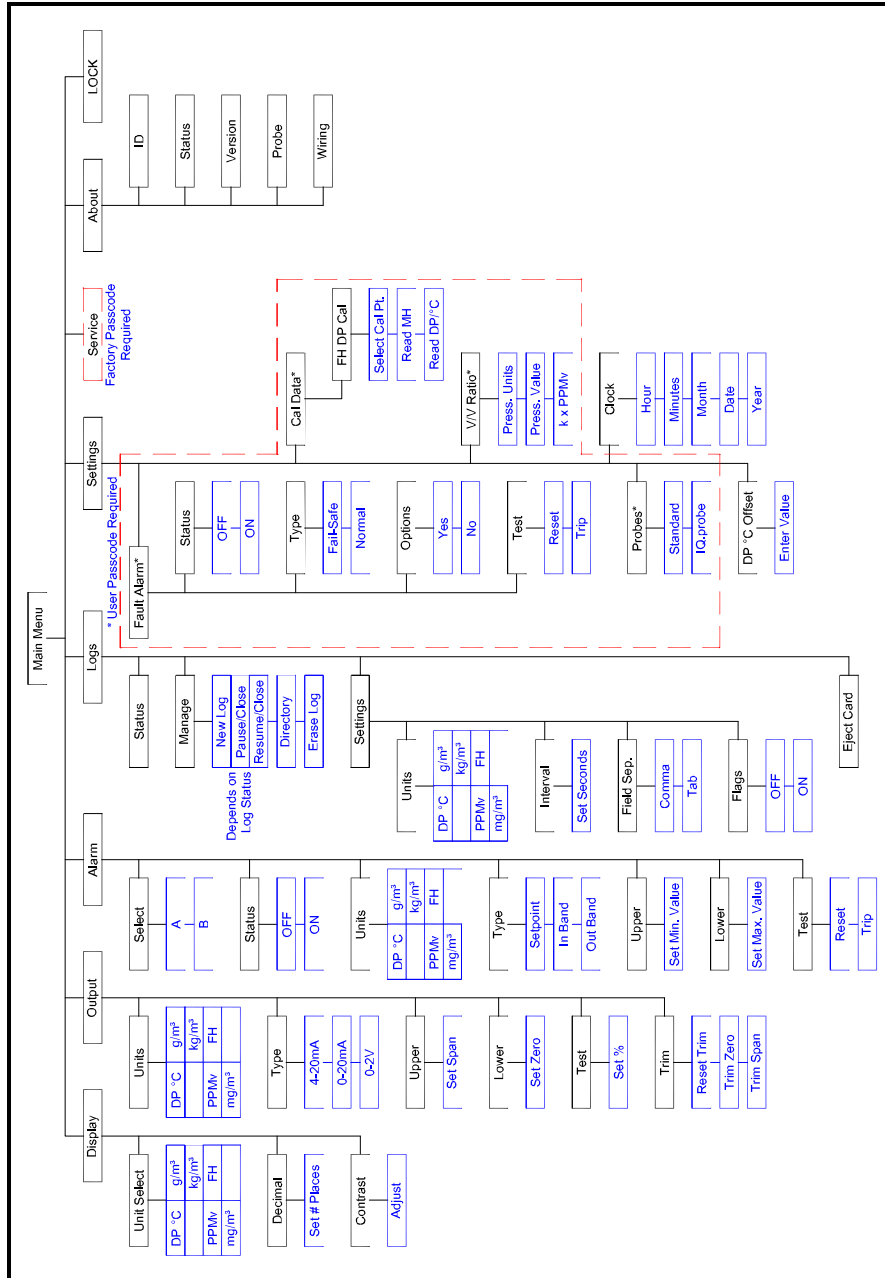 Main Menu
Display
Unit Select
DP °C g/m³
kg/m³
PPMv FH
mg/m³
Decimal
Set # Places
Contrast
Adjust
Output
Units
DP °C g/m³
kg/m³
PPMv FH
mg/m³
Type
4-20mA
0-20mA
0-2V
Upper
Set Span
Lower
Set Zero
Test
Set %
Trim
Reset Trim
Trim Zero
Trim Span
Alarm
Select
A
B
Status
OFF
ON
Units
DP °C g/m³
kg/m³
PPMv FH
mg/m³
Type
Setpoint
In Band
Out Band
Upper
Set Min. Value
Lower
Set Max. Value
Test
Reset
Trip
Logs
Status
Manage
New Log
Pause/Close
Resume/Close
Depends on
Log Status
Directory
Erase Log
Settings
Units
DP °C g/m³
kg/m³
PPMv FH
mg/m³
Interval
Set Seconds
Field Sep.
Comma
Tab
Flags
OFF
ON
Eject Card
Settings
* User Passcode Required
Fault Alarm*
Status
OFF
ON
Type
Fail-Safe
Normal
Options
Yes
No
Test
Reset
Trip
Cal Data*
FH DP Cal
Select Cal Pt.
Read MH
Read DP/°C
V/V Ratio*
Press. Units
Press. Value
k x PPMv
Probes*
Standard
IQ.probe
Clock
Hour
Minutes
Month
Date
Year
DP °C Offset
Enter Value
Service
Factory Passcode
Required
About
ID
Status
Version
Probe
Wiring
LOCK